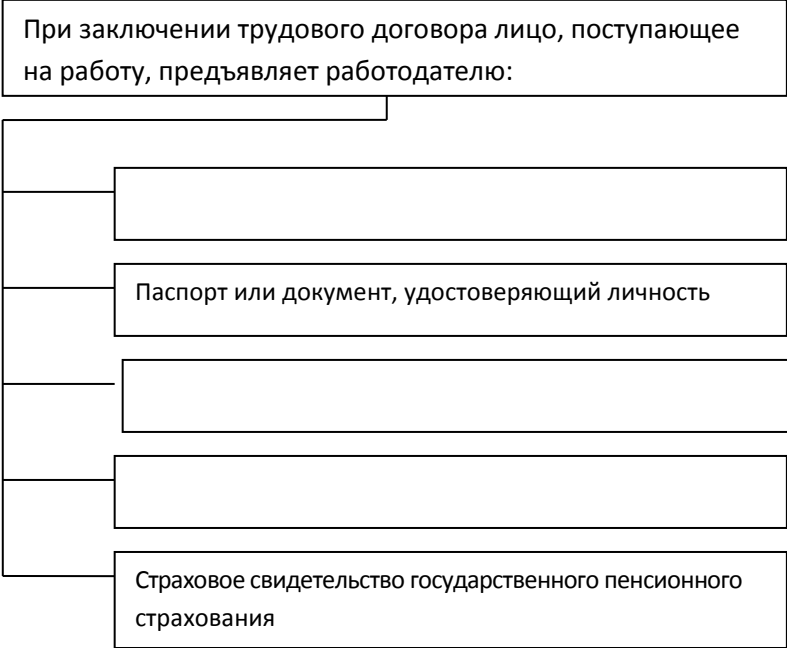 При заключении трудового договора лицо, поступающее
на работу, предъявляет работодателю:
Паспорт или документ, удостоверяющий личность
Страховое свидетельство государственного пенсионного
страхования